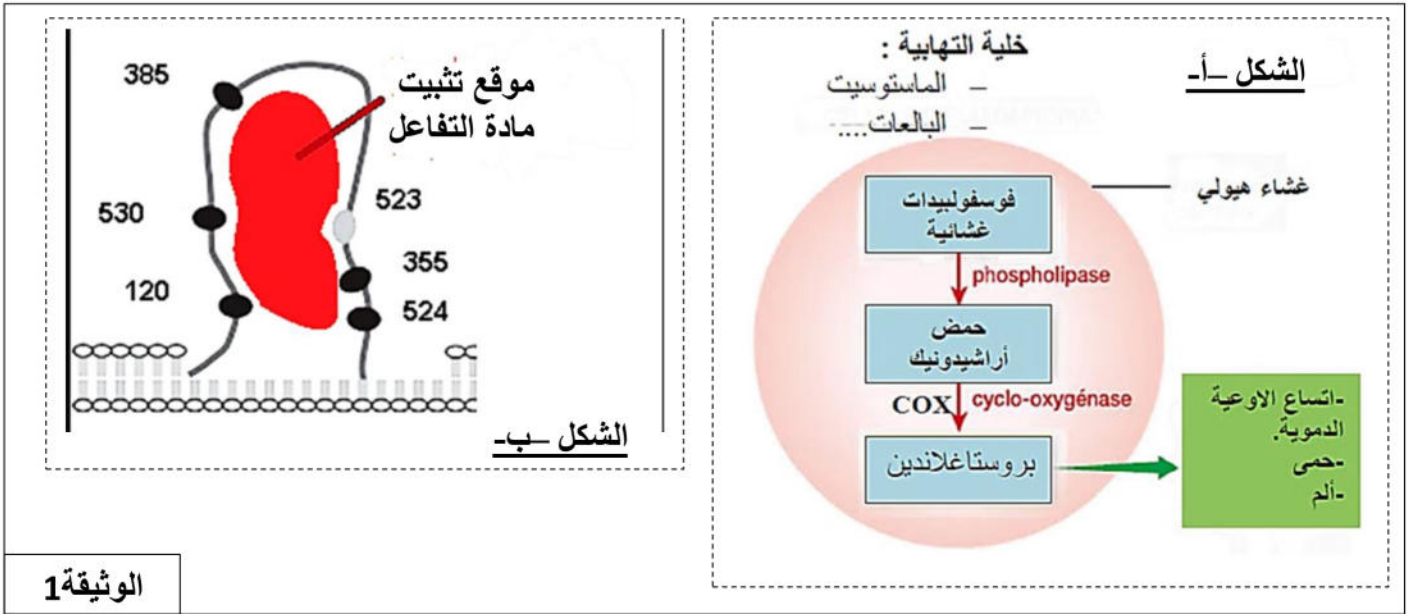 الشكل –أ-
خلية التهابية :
– الماستوسيت
– البالعات....
غشاء هيولي
فوسفولبيدات
غشائية
phospholipase
حمض
أراشيدونيك
COX
cyclo-oxygénase
بروستاغلاندين
-اتساع الاوعية
الدموية.
-حمى
-ألم
385
موقع تثبيت
مادة التفاعل
530
523
355
120
524
الشكل –ب-
الوثيقة1